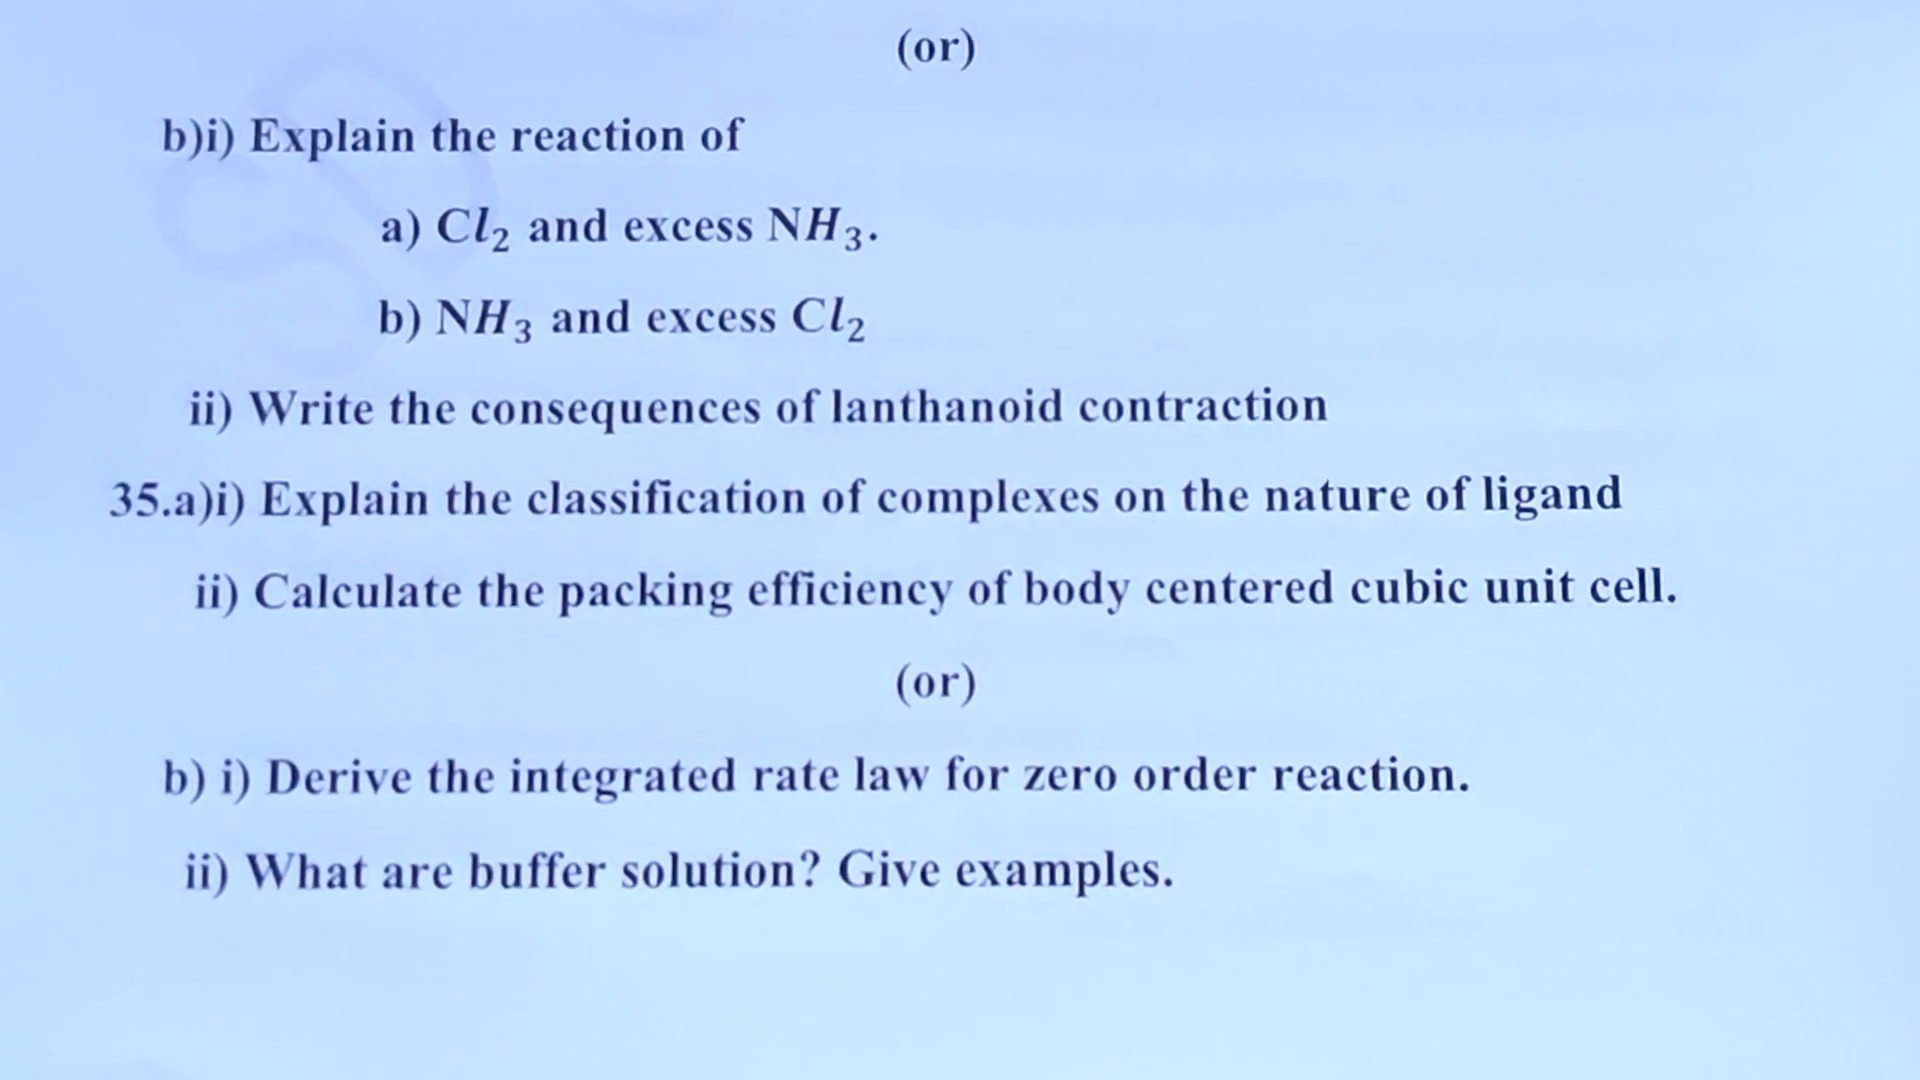 (or)
b)i) Explain the reaction of
a) Cl₂ and excess NH₃.
b) NH₃ and excess Cl₂
ii) Write the consequences of lanthanoid contraction
35.a)i) Explain the classification of complexes on the nature of ligand
ii) Calculate the packing efficiency of body centered cubic unit cell.
(or)
b) i) Derive the integrated rate law for zero order reaction.
ii) What are buffer solution? Give examples.